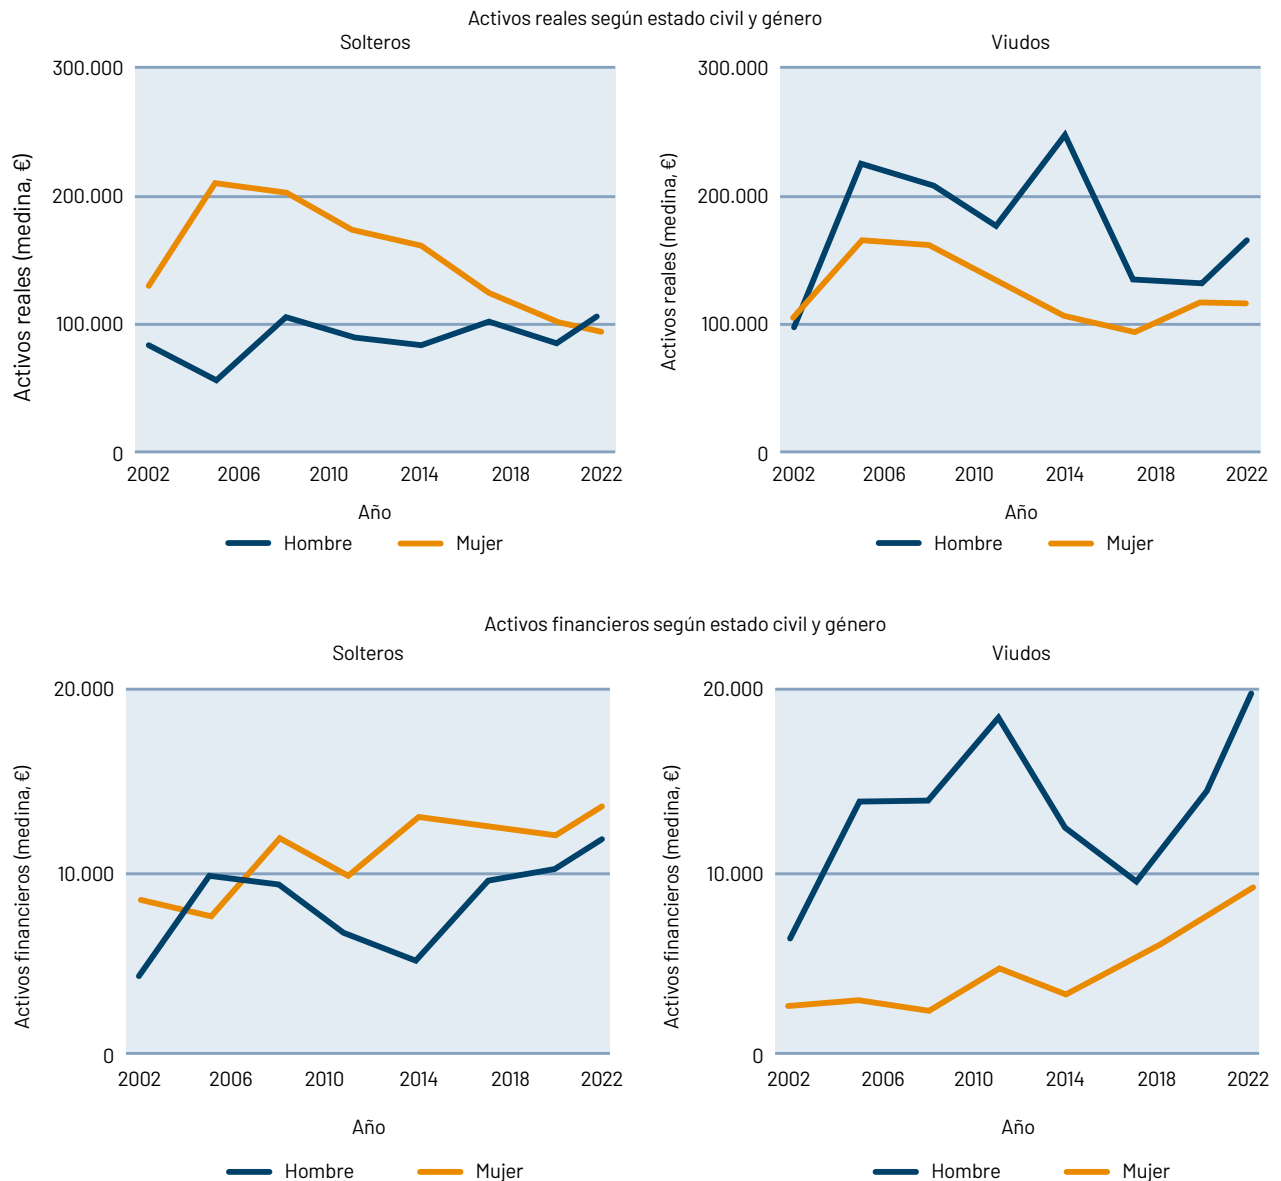 Activos reales según estado civil y género
Solteros
300.000
200.000
100.000
0
Activos reales (medina, €)
2002 2006 2010 2014 2018 2022
Año
Hombre Mujer
Viudos
300.000
200.000
100.000
0
Activos reales (medina, €)
2002 2006 2010 2014 2018 2022
Año
Hombre Mujer
Activos financieros según estado civil y género
Solteros
20.000
10.000
0
Activos financieros (medina, €)
2002 2006 2010 2014 2018 2022
Año
Hombre Mujer
Viudos
20.000
10.000
0
Activos financieros (medina, €)
2002 2006 2010 2014 2018 2022
Año
Hombre Mujer